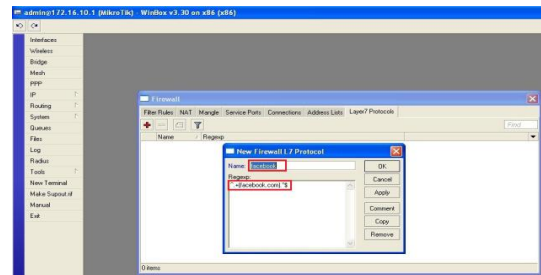 admin@172.16.10.1 (MikroTik) - WinBox v3.30 on x86 (x86)
Interfaces
Wireless
Bridge
Mesh
PPP
IP
Routing
System
Queues
Files
Log
Radius
Tools
New Terminal
Make Supout.rif
Manual
Exit
Firewall
Filter Rules NAT Mangle Service Ports Connections Address Lists Layer7 Protocols
Find
Name / Regexp
New Firewall L7 Protocol
Name: facebook
Regexp:
^.+(facebook.com).*$
OK
Cancel
Apply
Comment
Copy
Remove
0 items